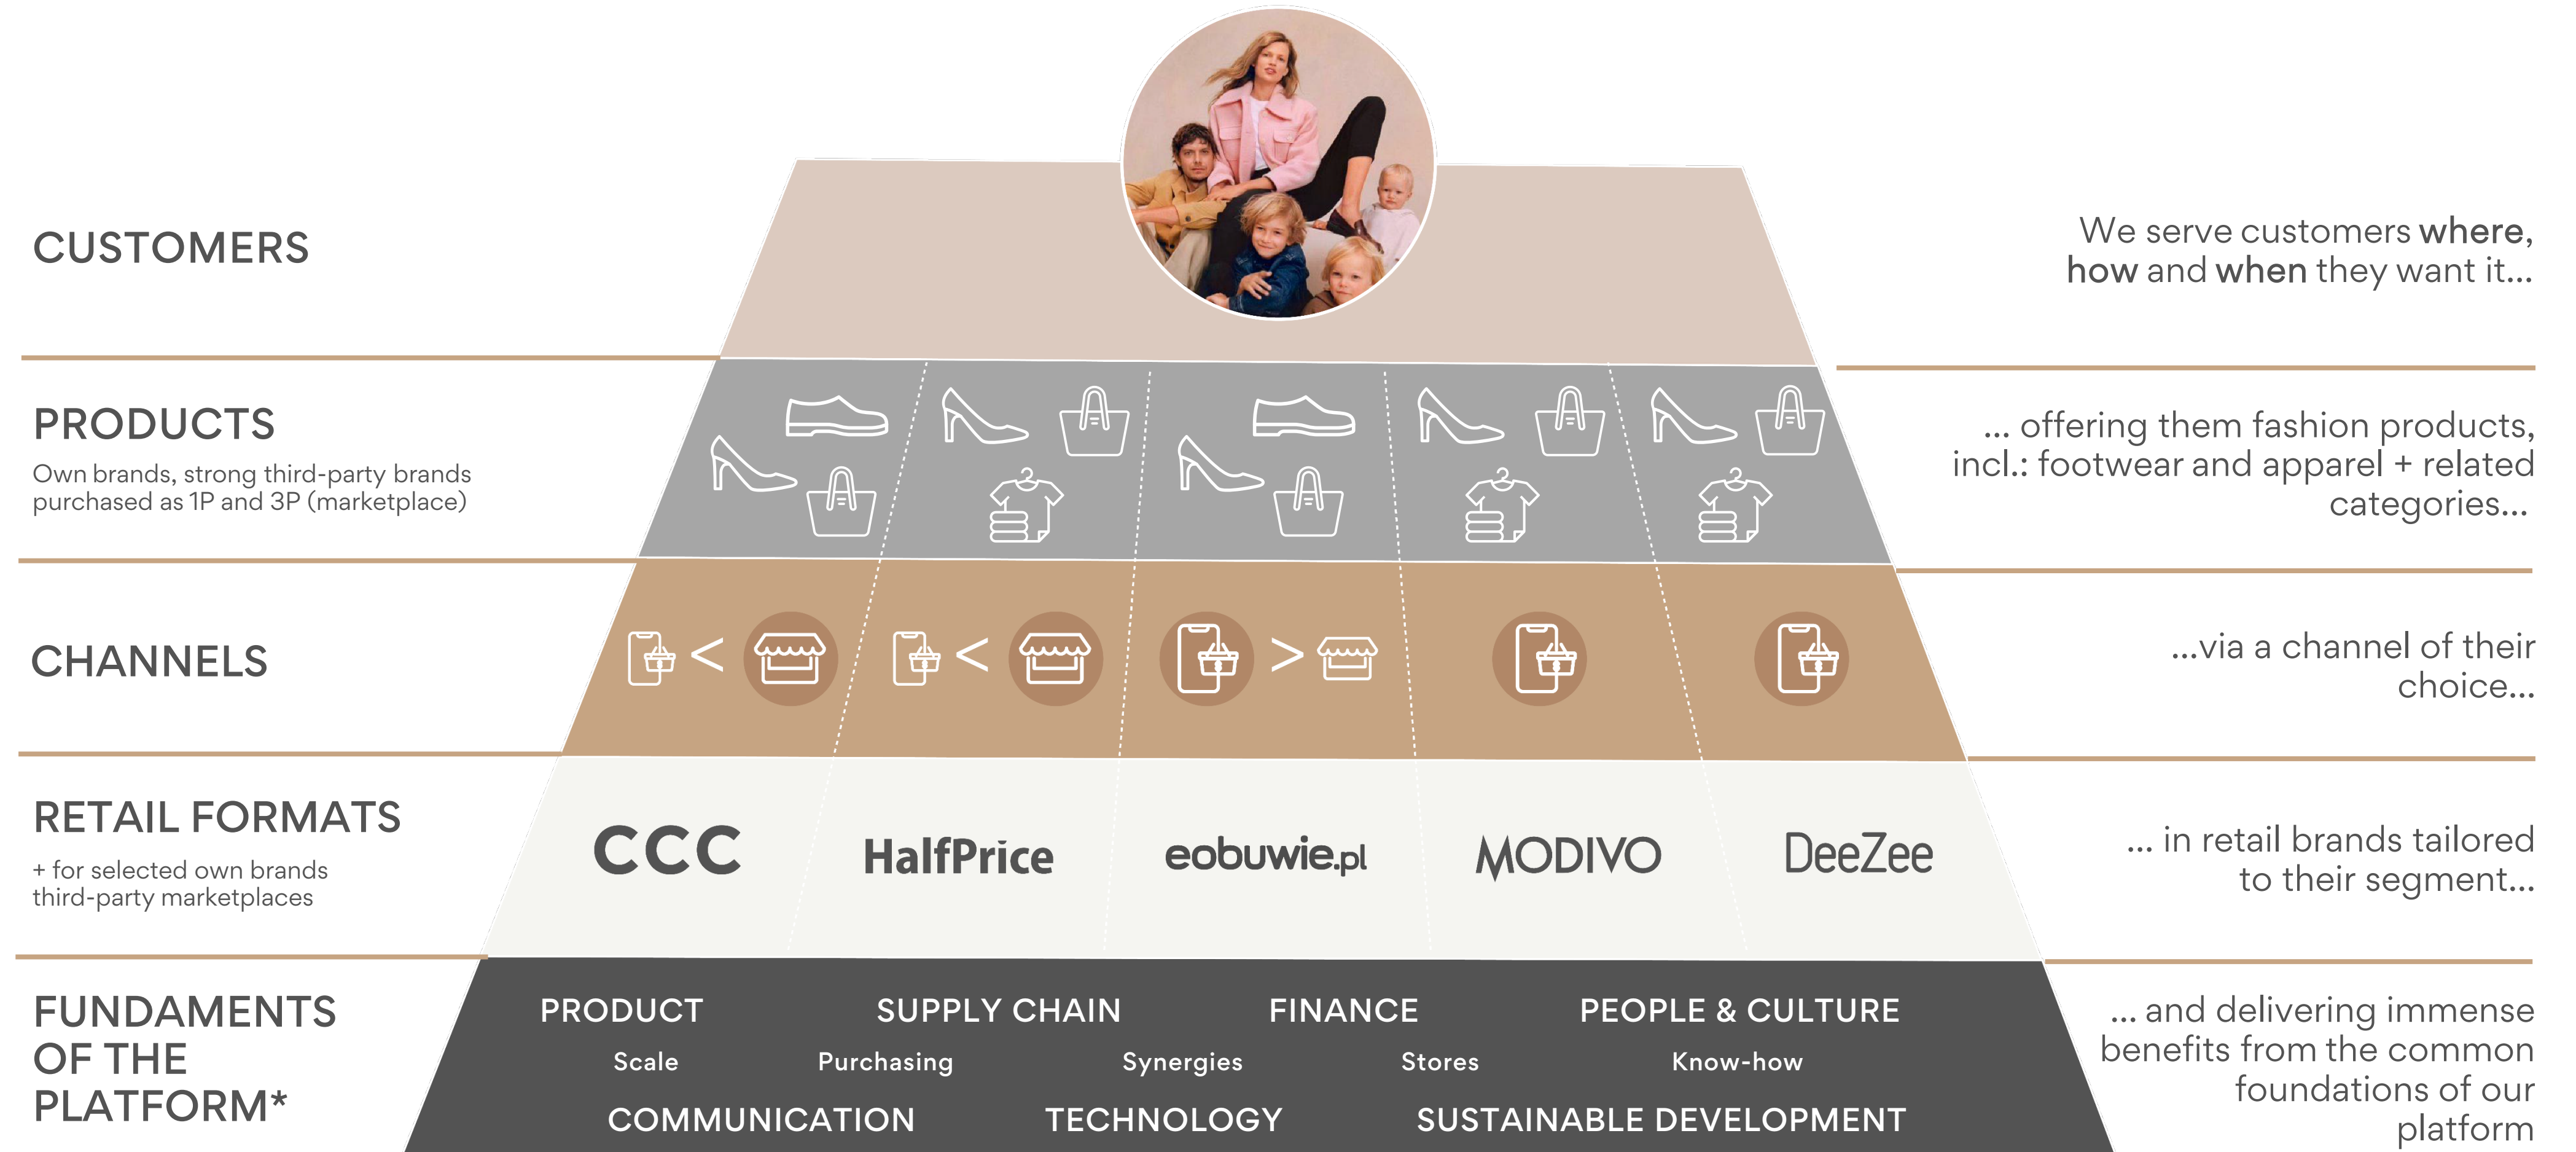 CUSTOMERS
We serve customers where,
how and when they want it...
PRODUCTS
Own brands, strong third-party brands
purchased as 1P and 3P (marketplace)
... offering them fashion products,
incl.: footwear and apparel + related
categories...
CHANNELS
< < >
...via a channel of their
choice...
RETAIL FORMATS
+ for selected own brands
third-party marketplaces
CCC
HalfPrice
eobuwie.pl
MODIVO
DeeZee
... in retail brands tailored
to their segment...
FUNDAMENTS
OF THE
PLATFORM*
PRODUCT SUPPLY CHAIN FINANCE PEOPLE & CULTURE
Scale Purchasing Synergies Stores Know-how
COMMUNICATION TECHNOLOGY SUSTAINABLE DEVELOPMENT
... and delivering immense
benefits from the common
foundations of our
platform